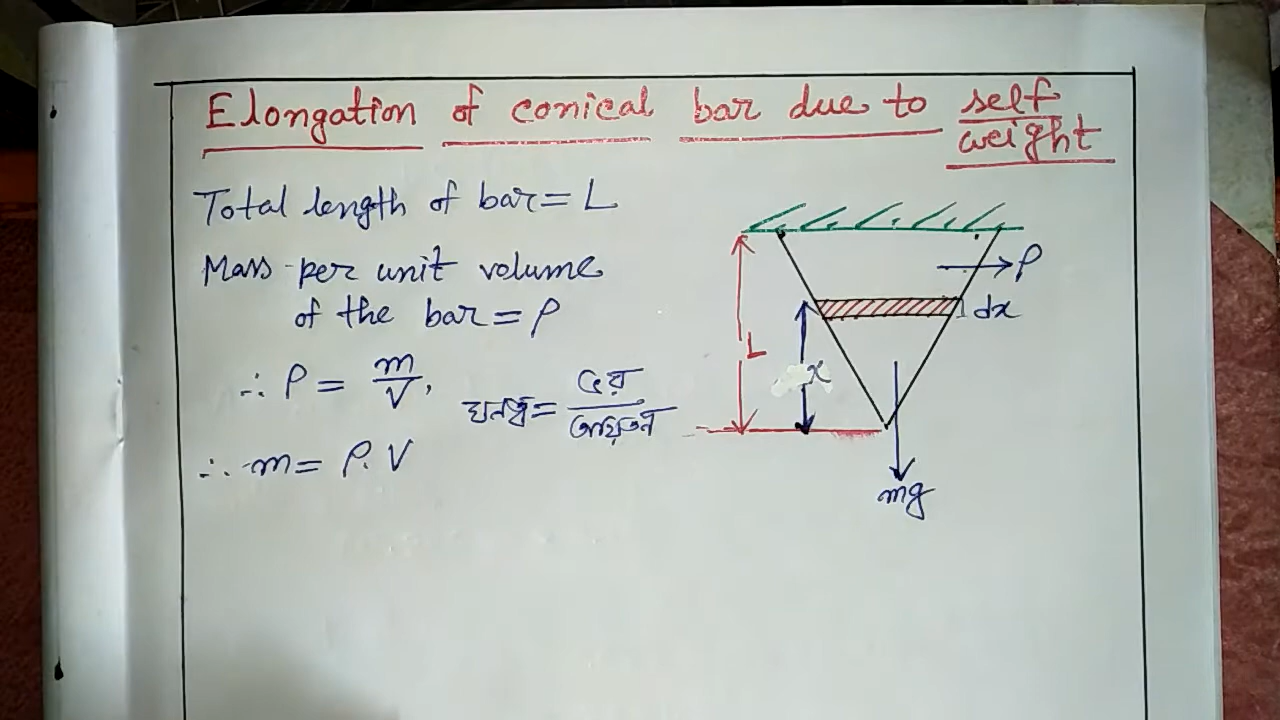 Elongation of conical bar due to self
weight
Total length of bar = L
Mass per unit volume
of the bar = ρ
∴ ρ = m/V, ঘনত্ব = ভর/আয়তন
∴ m = ρ.V
ρ
dx
L
x
mg